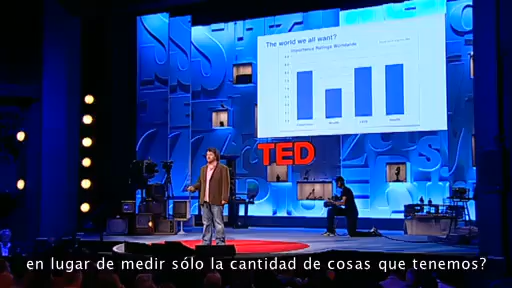 The world we all want?
Importance Ratings Worldwide
TED
en lugar de medir sólo la cantidad de cosas que tenemos?